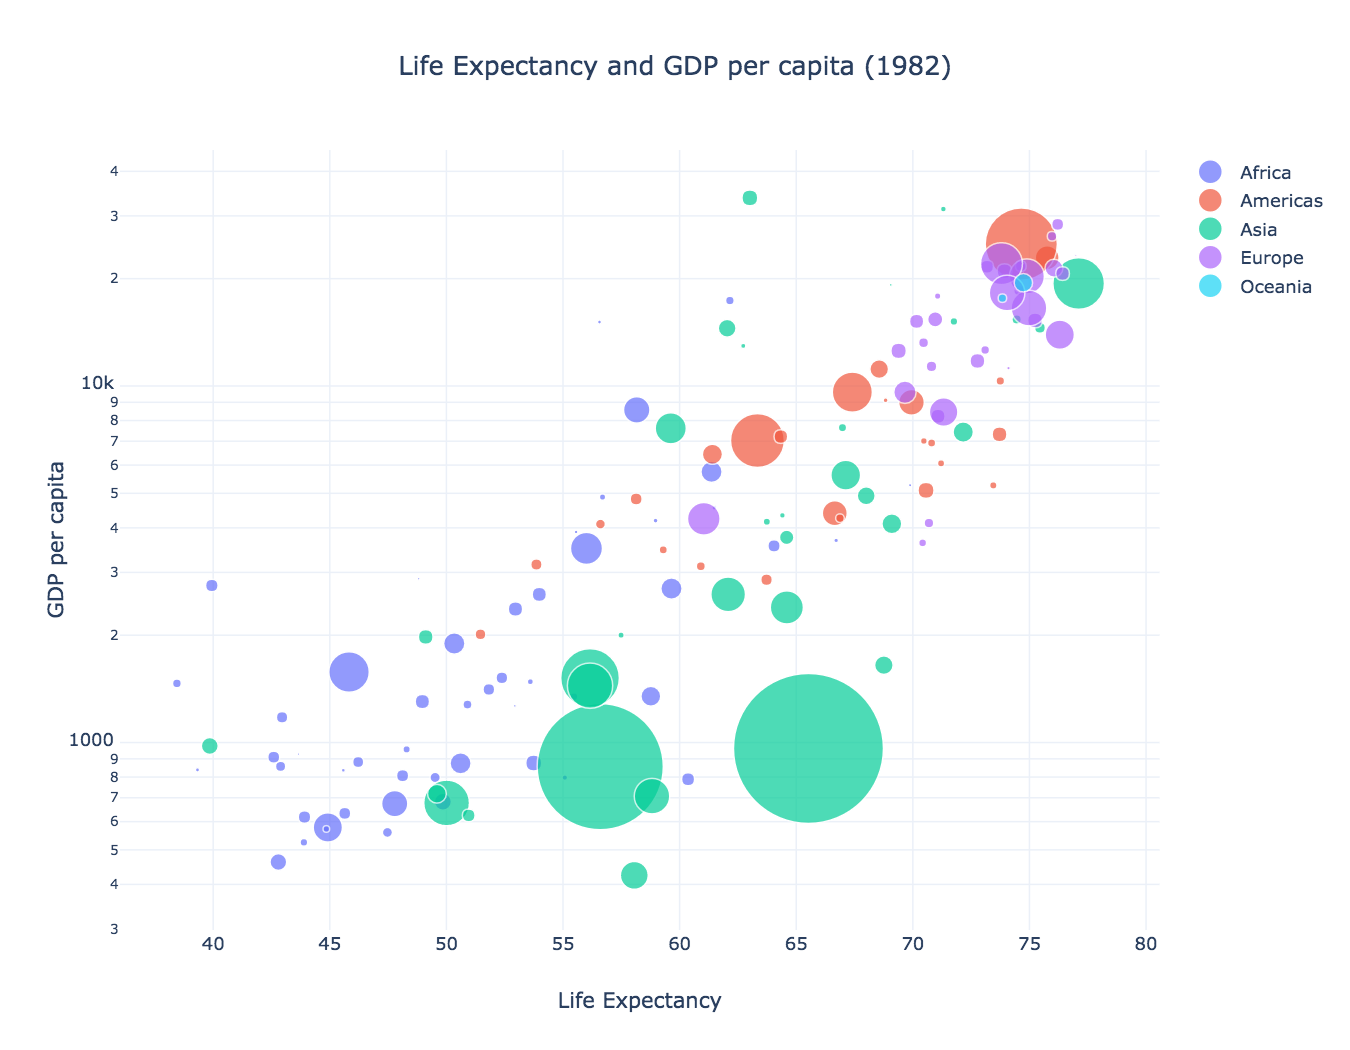 Life Expectancy and GDP per capita (1982)
Africa
Americas
Asia
Europe
Oceania
4
3
2
10k
9
8
7
6
5
4
3
2
1000
9
8
7
6
5
4
3
GDP per capita
40 45 50 55 60 65 70 75 80
Life Expectancy